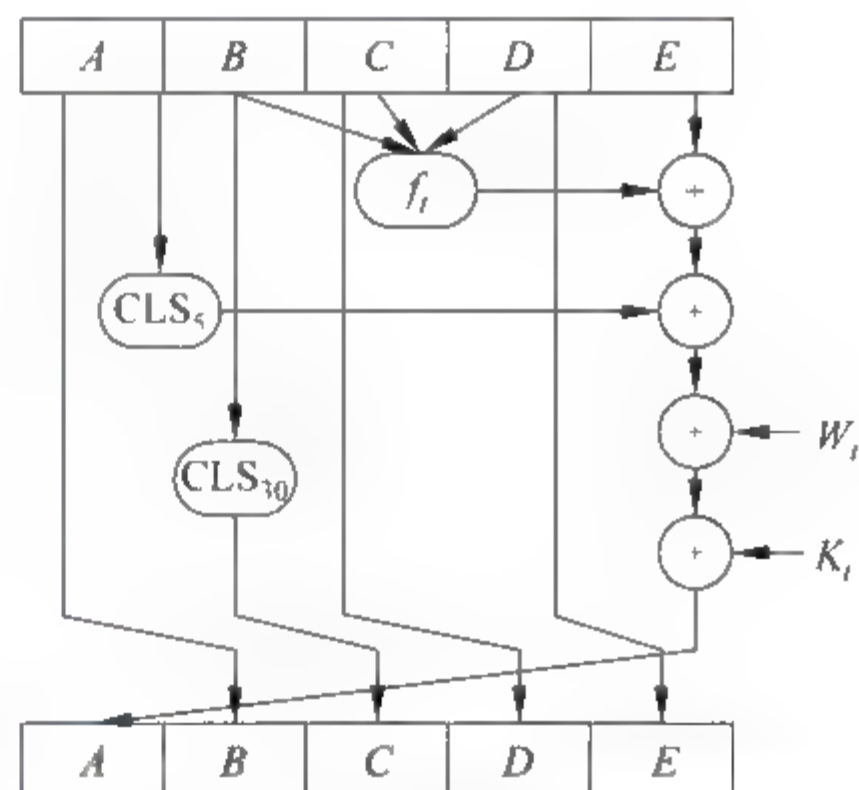 A B C D E
f_t
+
CLS_5
+
+
W_t
CLS_30
+
K_t
A B C D E